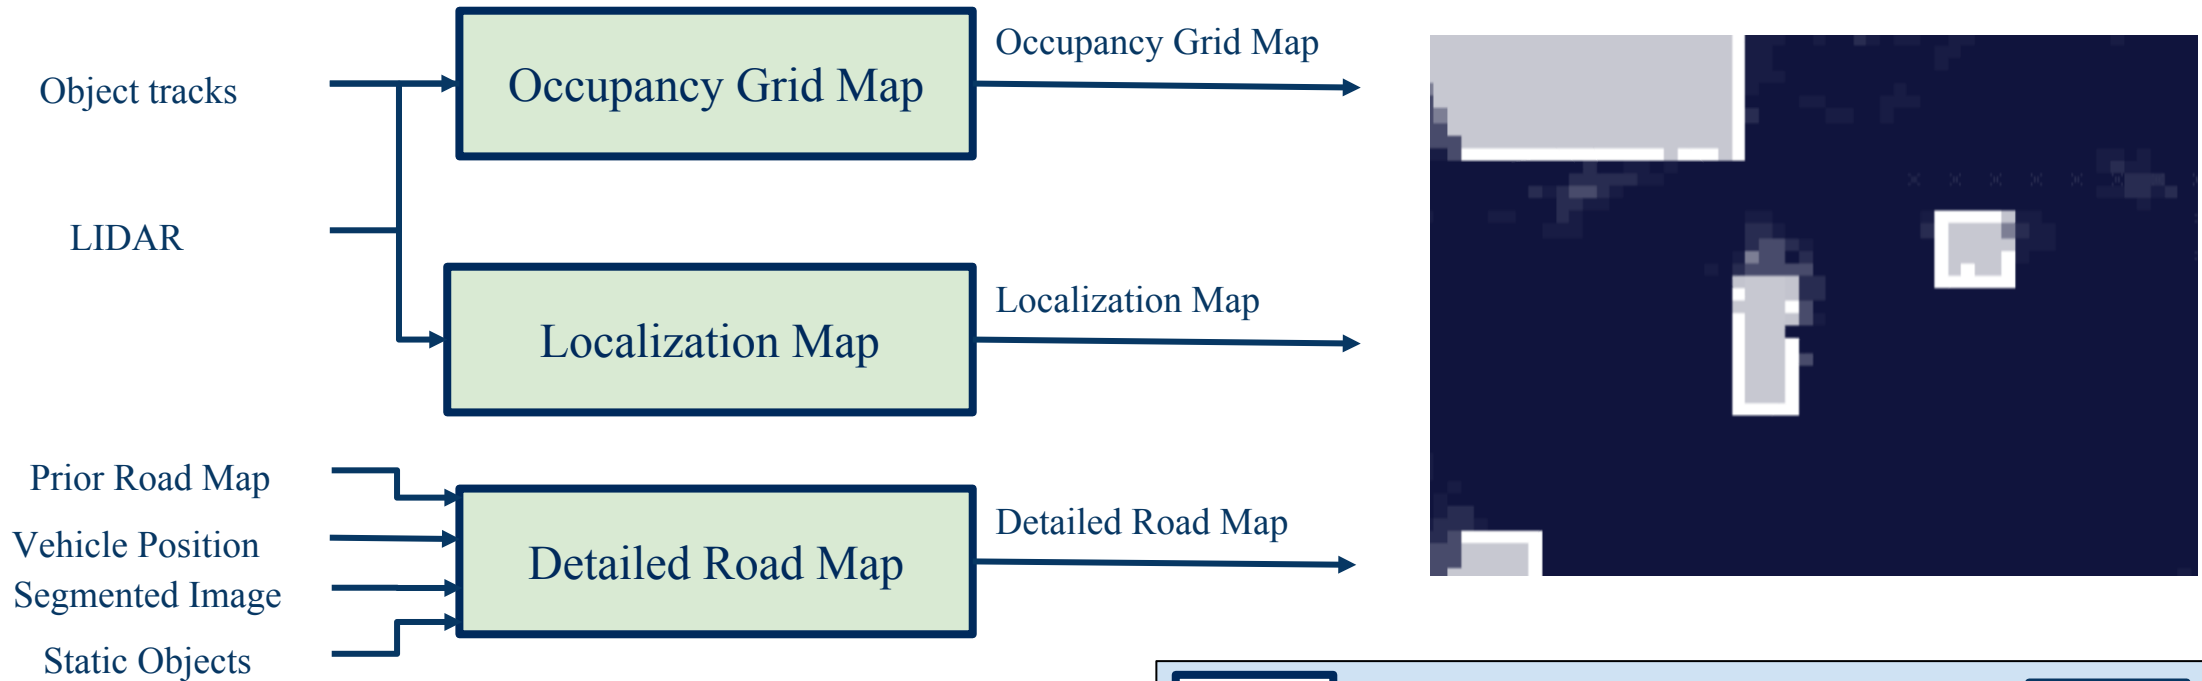 Object tracks
LIDAR
Prior Road Map
Vehicle Position
Segmented Image
Static Objects
Occupancy Grid Map
Localization Map
Detailed Road Map
Occupancy Grid Map
Localization Map
Detailed Road Map